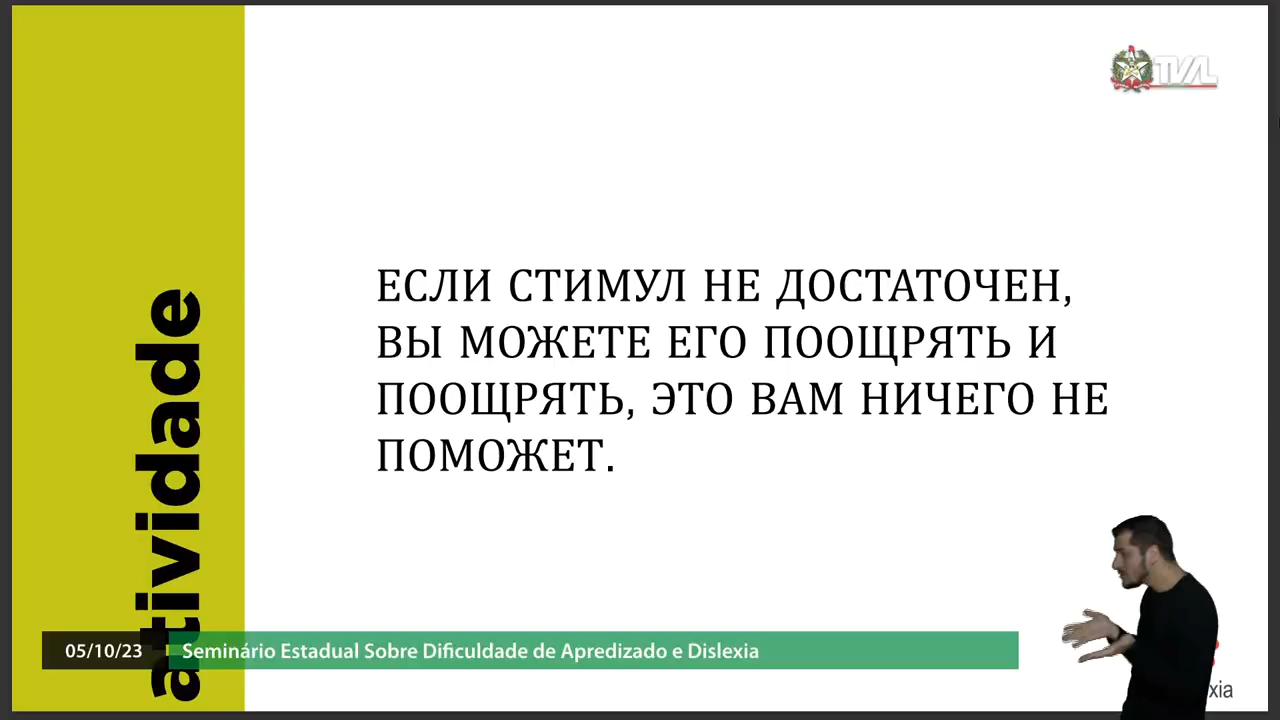 TVAL
ЕСЛИ СТИМУЛ НЕ ДОСТАТОЧЕН,
ВЫ МОЖЕТЕ ЕГО ПООЩРЯТЬ И
ПООЩРЯТЬ, ЭТО ВАМ НИЧЕГО НЕ
ПОМОЖЕТ.
atividade
05/10/23 Seminário Estadual Sobre Dificuldade de Apredizado e Dislexia